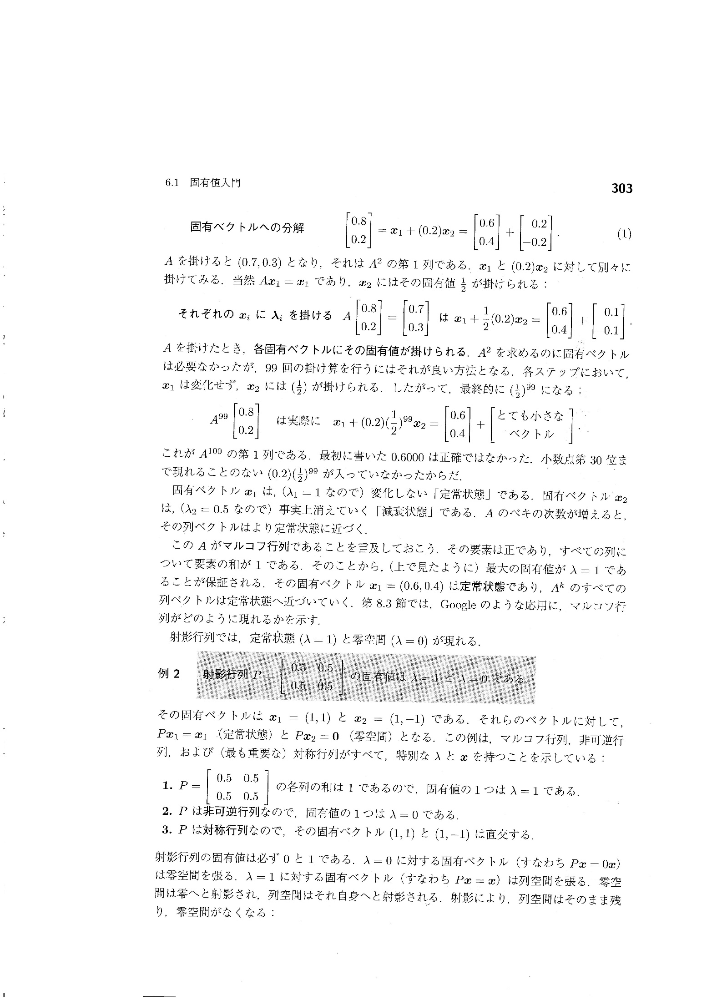 6.1 固有値入門
303
固有ベクトルへの分解 $\begin{bmatrix} 0.8 \\ 0.2 \end{bmatrix} = \boldsymbol{x}_1 + (0.2)\boldsymbol{x}_2 = \begin{bmatrix} 0.6 \\ 0.4 \end{bmatrix} + \begin{bmatrix} 0.2 \\ -0.2 \end{bmatrix}.$ (1)
$A$ を掛けると $(0.7, 0.3)$ となり，それは $A^2$ の第 1 列である．$\boldsymbol{x}_1$ と $(0.2)\boldsymbol{x}_2$ に対して別々に
掛けてみる．当然 $A\boldsymbol{x}_1 = \boldsymbol{x}_1$ であり，$\boldsymbol{x}_2$ にはその固有値 $\frac{1}{2}$ が掛けられる：
それぞれの $\boldsymbol{x}_i$ に $\boldsymbol{\lambda}_i$ を掛ける $A \begin{bmatrix} 0.8 \\ 0.2 \end{bmatrix} = \begin{bmatrix} 0.7 \\ 0.3 \end{bmatrix}$ は $\boldsymbol{x}_1 + \frac{1}{2}(0.2)\boldsymbol{x}_2 = \begin{bmatrix} 0.6 \\ 0.4 \end{bmatrix} + \begin{bmatrix} 0.1 \\ -0.1 \end{bmatrix}.$
$A$ を掛けたとき，各固有ベクトルにその固有値が掛けられる．$A^2$ を求めるのに固有ベクトル
は必要なかったが，99 回の掛け算を行うにはそれが良い方法となる．各ステップにおいて，
$\boldsymbol{x}_1$ は変化せず，$\boldsymbol{x}_2$ には $(\frac{1}{2})$ が掛けられる．したがって，最終的に $(\frac{1}{2})^{99}$ になる：
$A^{99} \begin{bmatrix} 0.8 \\ 0.2 \end{bmatrix}$ は実際に $\boldsymbol{x}_1 + (0.2)(\frac{1}{2})^{99}\boldsymbol{x}_2 = \begin{bmatrix} 0.6 \\ 0.4 \end{bmatrix} + \begin{bmatrix} とても小さな \\ ベクトル \end{bmatrix}.$
これが $A^{100}$ の第 1 列である．最初に書いた 0.6000 は正確ではなかった．小数点第 30 位ま
で現れることのない $(0.2)(\frac{1}{2})^{99}$ が入っていなかったからだ．
固有ベクトル $\boldsymbol{x}_1$ は，（$\lambda_1 = 1$ なので）変化しない「定常状態」である．固有ベクトル $\boldsymbol{x}_2$
は，（$\lambda_2 = 0.5$ なので）事実上消えていく「減衰状態」である．$A$ のベキの次数が増えると，
その列ベクトルはより定常状態に近づく．
この $A$ がマルコフ行列であることを言及しておこう．その要素は正であり，すべての列に
ついて要素の和が 1 である．そのことから，（上で見たように）最大の固有値が $\lambda = 1$ であ
ることが保証される．その固有ベクトル $\boldsymbol{x}_1 = (0.6, 0.4)$ は定常状態であり，$A^k$ のすべての
列ベクトルは定常状態へ近づいていく．第 8.3 節では，Google のような応用に，マルコフ行
列がどのように現れるかを示す．
射影行列では，定常状態 $(\lambda = 1)$ と零空間 $(\lambda = 0)$ が現れる．
例 2 射影行列 $P = \begin{bmatrix} 0.5 & 0.5 \\ 0.5 & 0.5 \end{bmatrix}$ の固有値は $\lambda = 1$ と $\lambda = 0$ である．
その固有ベクトルは $\boldsymbol{x}_1 = (1, 1)$ と $\boldsymbol{x}_2 = (1, -1)$ である．それらのベクトルに対して，
$P\boldsymbol{x}_1 = \boldsymbol{x}_1$（定常状態）と $P\boldsymbol{x}_2 = \boldsymbol{0}$（零空間）となる．この例は，マルコフ行列，非可逆行
列，および（最も重要な）対称行列がすべて，特別な $\lambda$ と $\boldsymbol{x}$ を持つことを示している：
1. $P = \begin{bmatrix} 0.5 & 0.5 \\ 0.5 & 0.5 \end{bmatrix}$ の各列の和は 1 であるので，固有値の 1 つは $\lambda = 1$ である．
2. $P$ は非可逆行列なので，固有値の 1 つは $\lambda = 0$ である．
3. $P$ は対称行列なので，その固有ベクトル $(1, 1)$ と $(1, -1)$ は直交する．
射影行列の固有値は必ず 0 と 1 である．$\lambda = 0$ に対する固有ベクトル（すなわち $P\boldsymbol{x} = 0\boldsymbol{x}$）
は零空間を張る．$\lambda = 1$ に対する固有ベクトル（すなわち $P\boldsymbol{x} = \boldsymbol{x}$）は列空間を張る．零空
間は零へと射影され，列空間はそれ自身へと射影される．射影により，列空間はそのまま残
り，零空間がなくなる：